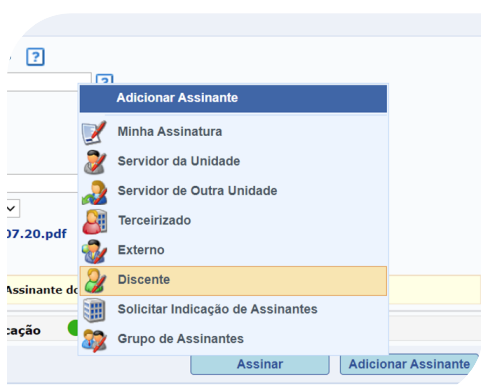 ?
?
Adicionar Assinante
Minha Assinatura
Servidor da Unidade
Servidor de Outra Unidade
Terceirizado
07.20.pdf
Externo
Discente
Assinante do
Solicitar Indicação de Assinantes
cação
Grupo de Assinantes
Assinar
Adicionar Assinante